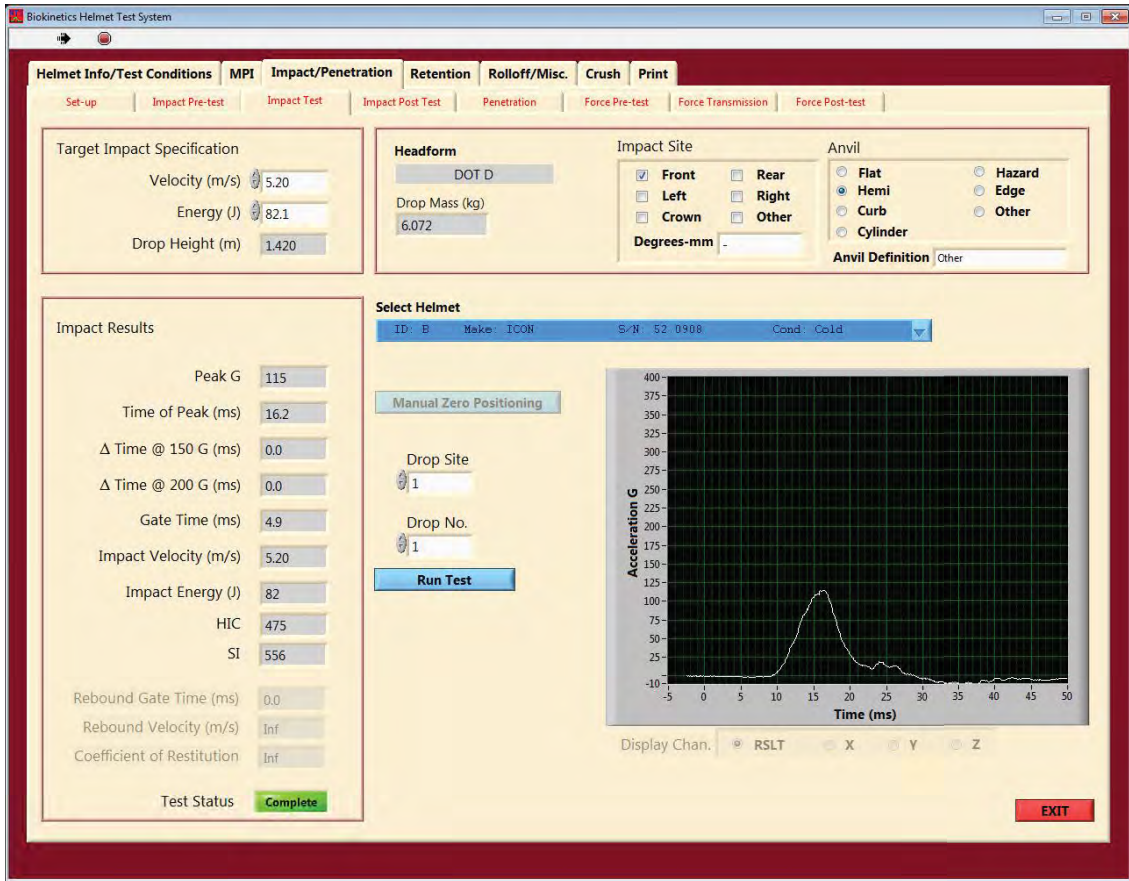 Biokinetics Helmet Test System
Helmet Info/Test Conditions MPI Impact/Penetration Retention Rolloff/Misc. Crush Print
Set-up Impact Pre-test Impact Test Impact Post Test Penetration Force Pre-test Force Transmission Force Post-test
Target Impact Specification
Velocity (m/s) 5.20
Energy (J) 82.1
Drop Height (m) 1.420
Headform
DOT D
Drop Mass (kg)
6.072
Impact Site
Front Rear
Left Right
Crown Other
Degrees-mm -
Anvil
Flat Hazard
Hemi Edge
Curb Other
Cylinder
Anvil Definition Other
Impact Results
Peak G 115
Time of Peak (ms) 16.2
Δ Time @ 150 G (ms) 0.0
Δ Time @ 200 G (ms) 0.0
Gate Time (ms) 4.9
Impact Velocity (m/s) 5.20
Impact Energy (J) 82
HIC 475
SI 556
Rebound Gate Time (ms) 0.0
Rebound Velocity (m/s) Inf
Coefficient of Restitution Inf
Test Status Complete
Select Helmet
ID: B Make: ICON S/N: 52 0908 Cond: Cold
Manual Zero Positioning
Drop Site
1
Drop No.
1
Run Test
Acceleration G
400
375
350
325
300
275
250
225
200
175
150
125
100
75
50
25
-10
-5 0 5 10 15 20 25 30 35 40 45 50
Time (ms)
Display Chan. RSLT X Y Z
EXIT